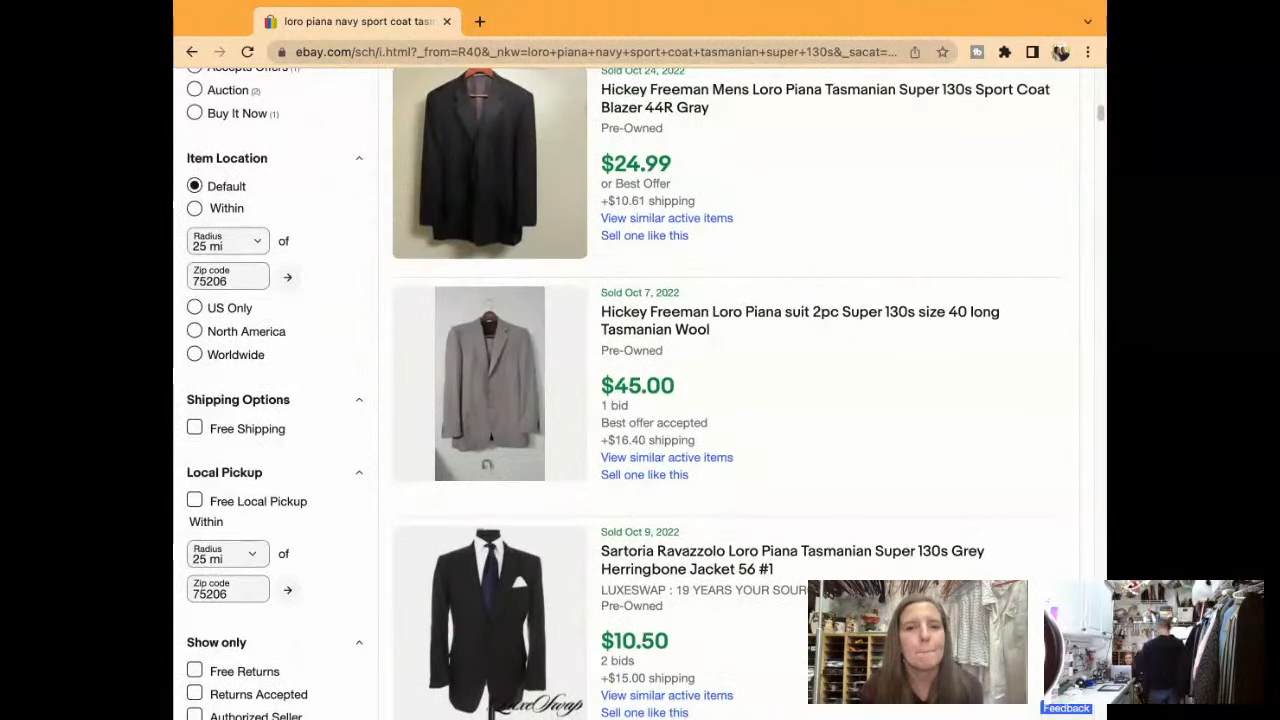 loro piana navy sport coat tasm
ebay.com/sch/i.html?_from=R40&_nkw=loro+piana+navy+sport+coat+tasmanian+super+130s&_sacat=...
Accepts Offers (1)
Auction (2)
Buy It Now (1)
Item Location
Default
Within
Radius
25 mi
of
Zip code
75206
US Only
North America
Worldwide
Shipping Options
Free Shipping
Local Pickup
Free Local Pickup
Within
Radius
25 mi
of
Zip code
75206
Show only
Free Returns
Returns Accepted
Authorized Seller
Sold Oct 24, 2022
Hickey Freeman Mens Loro Piana Tasmanian Super 130s Sport Coat
Blazer 44R Gray
Pre-Owned
$24.99
or Best Offer
+$10.61 shipping
View similar active items
Sell one like this
Sold Oct 7, 2022
Hickey Freeman Loro Piana suit 2pc Super 130s size 40 long
Tasmanian Wool
Pre-Owned
$45.00
1 bid
Best offer accepted
+$16.40 shipping
View similar active items
Sell one like this
Sold Oct 9, 2022
Sartoria Ravazzolo Loro Piana Tasmanian Super 130s Grey
Herringbone Jacket 56 #1
LUXESWAP : 19 YEARS YOUR SOUR
Pre-Owned
$10.50
2 bids
+$15.00 shipping
View similar active items
Sell one like this
LuxeSwap
Feedback